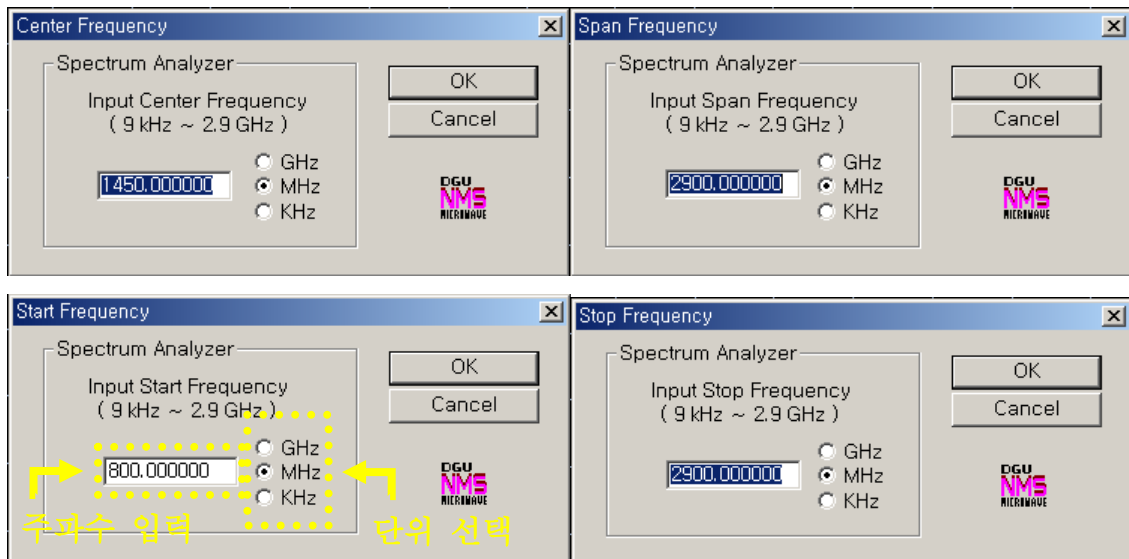 Center Frequency
Spectrum Analyzer
Input Center Frequency
( 9 kHz ~ 2.9 GHz )
1450.000000
GHz
MHz
KHz
OK
Cancel
DGU
NMS
MICROWAVE
Span Frequency
Spectrum Analyzer
Input Span Frequency
( 9 kHz ~ 2.9 GHz )
2900.000000
GHz
MHz
KHz
OK
Cancel
DGU
NMS
MICROWAVE
Start Frequency
Spectrum Analyzer
Input Start Frequency
( 9 kHz ~ 2.9 GHz )
800.000000
GHz
MHz
KHz
OK
Cancel
DGU
NMS
MICROWAVE
주파수 입력
단위 선택
Stop Frequency
Spectrum Analyzer
Input Stop Frequency
( 9 kHz ~ 2.9 GHz )
2900.000000
GHz
MHz
KHz
OK
Cancel
DGU
NMS
MICROWAVE